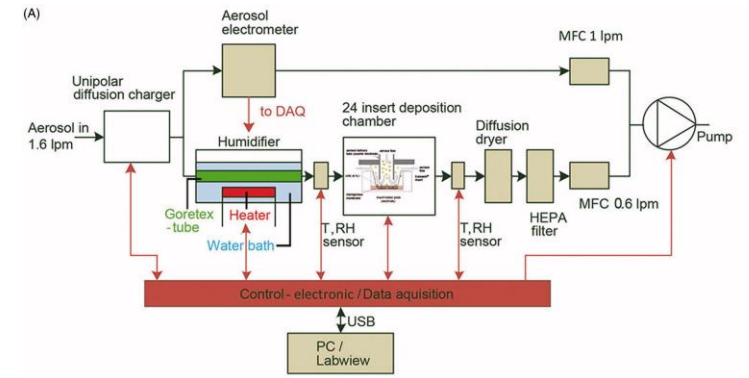 (A)
Aerosol
electrometer
MFC 1 lpm
Unipolar
diffusion charger
to DAQ
24 insert deposition
chamber
Aerosol in
1.6 lpm
Humidifier
Diffusion
dryer
Pump
Goretex
-tube
Heater
Water bath
T,RH
sensor
T,RH
sensor
HEPA
filter
MFC 0.6 lpm
Control - electronic / Data aquisition
USB
PC /
Labview